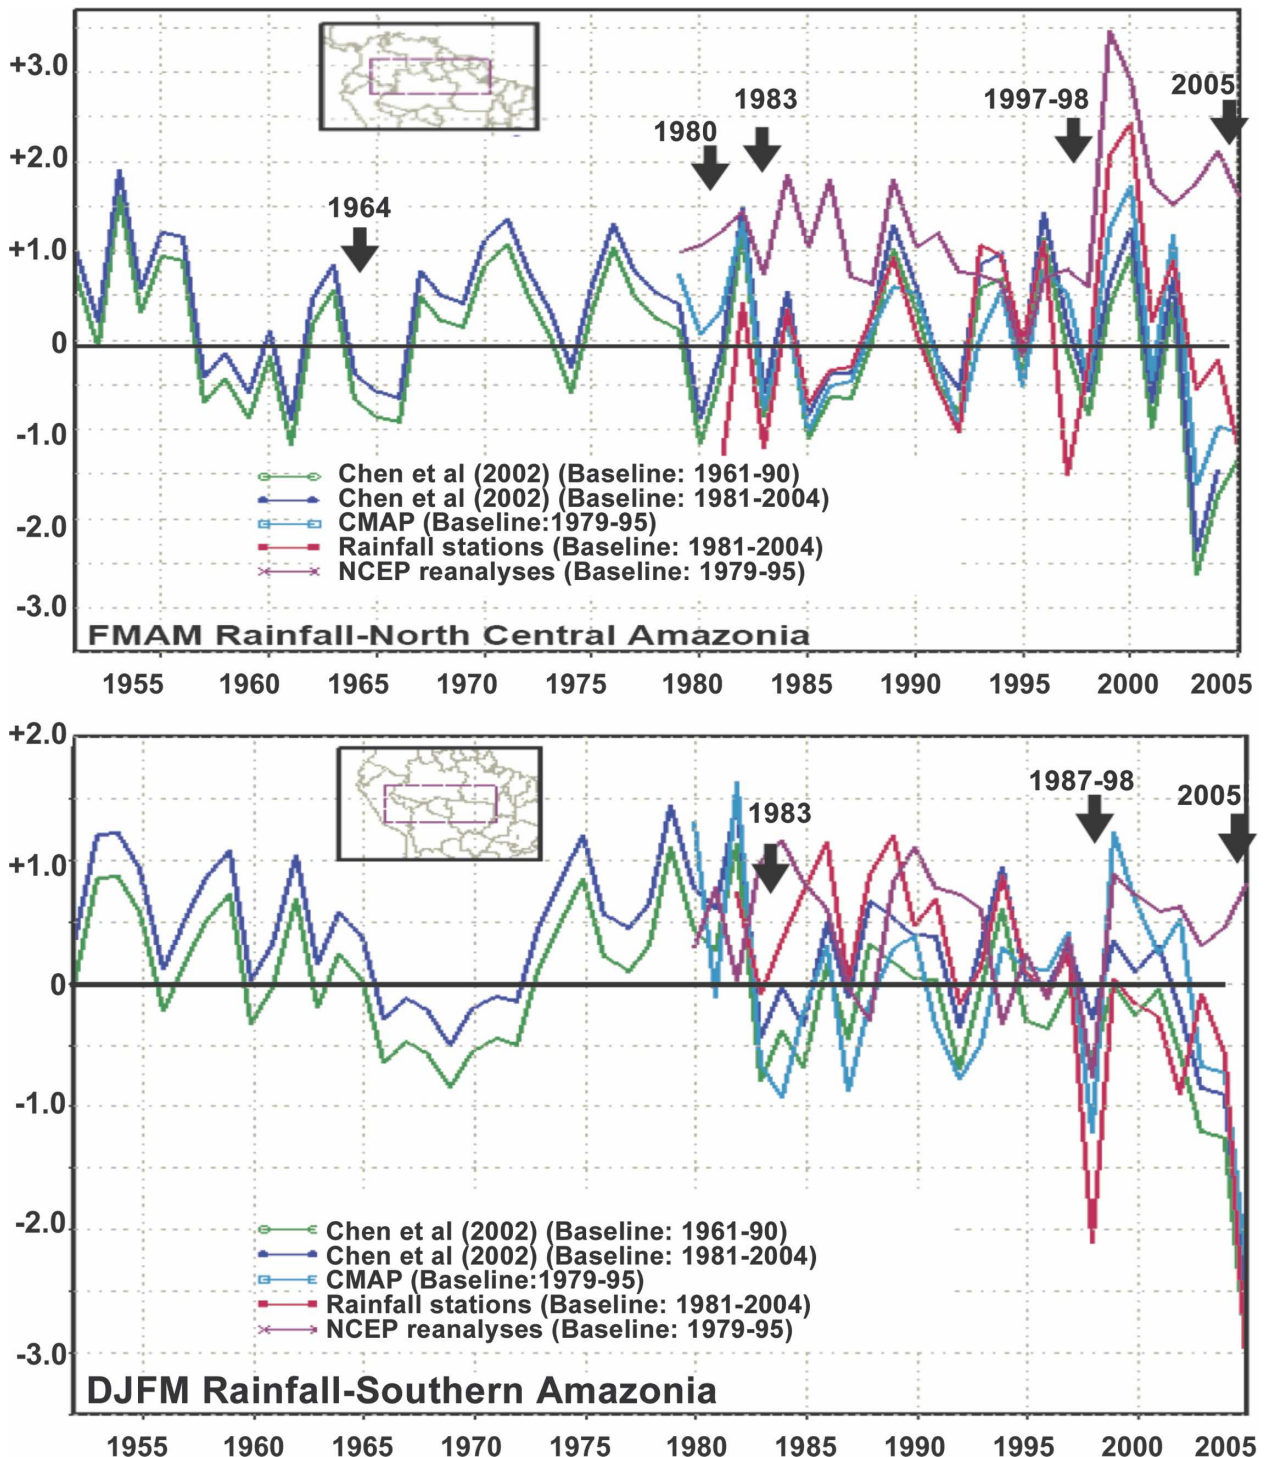 +3.0
+2.0
+1.0
0
-1.0
-2.0
-3.0
1964
1980
1983
1997-98
2005
Chen et al (2002) (Baseline: 1961-90)
Chen et al (2002) (Baseline: 1981-2004)
CMAP (Baseline:1979-95)
Rainfall stations (Baseline: 1981-2004)
NCEP reanalyses (Baseline: 1979-95)
FMAM Rainfall-North Central Amazonia
1955 1960 1965 1970 1975 1980 1985 1990 1995 2000 2005
+2.0
+1.0
0
-1.0
-2.0
-3.0
1983
1987-98
2005
Chen et al (2002) (Baseline: 1961-90)
Chen et al (2002) (Baseline: 1981-2004)
CMAP (Baseline:1979-95)
Rainfall stations (Baseline: 1981-2004)
NCEP reanalyses (Baseline: 1979-95)
DJFM Rainfall-Southern Amazonia
1955 1960 1965 1970 1975 1980 1985 1990 1995 2000 2005